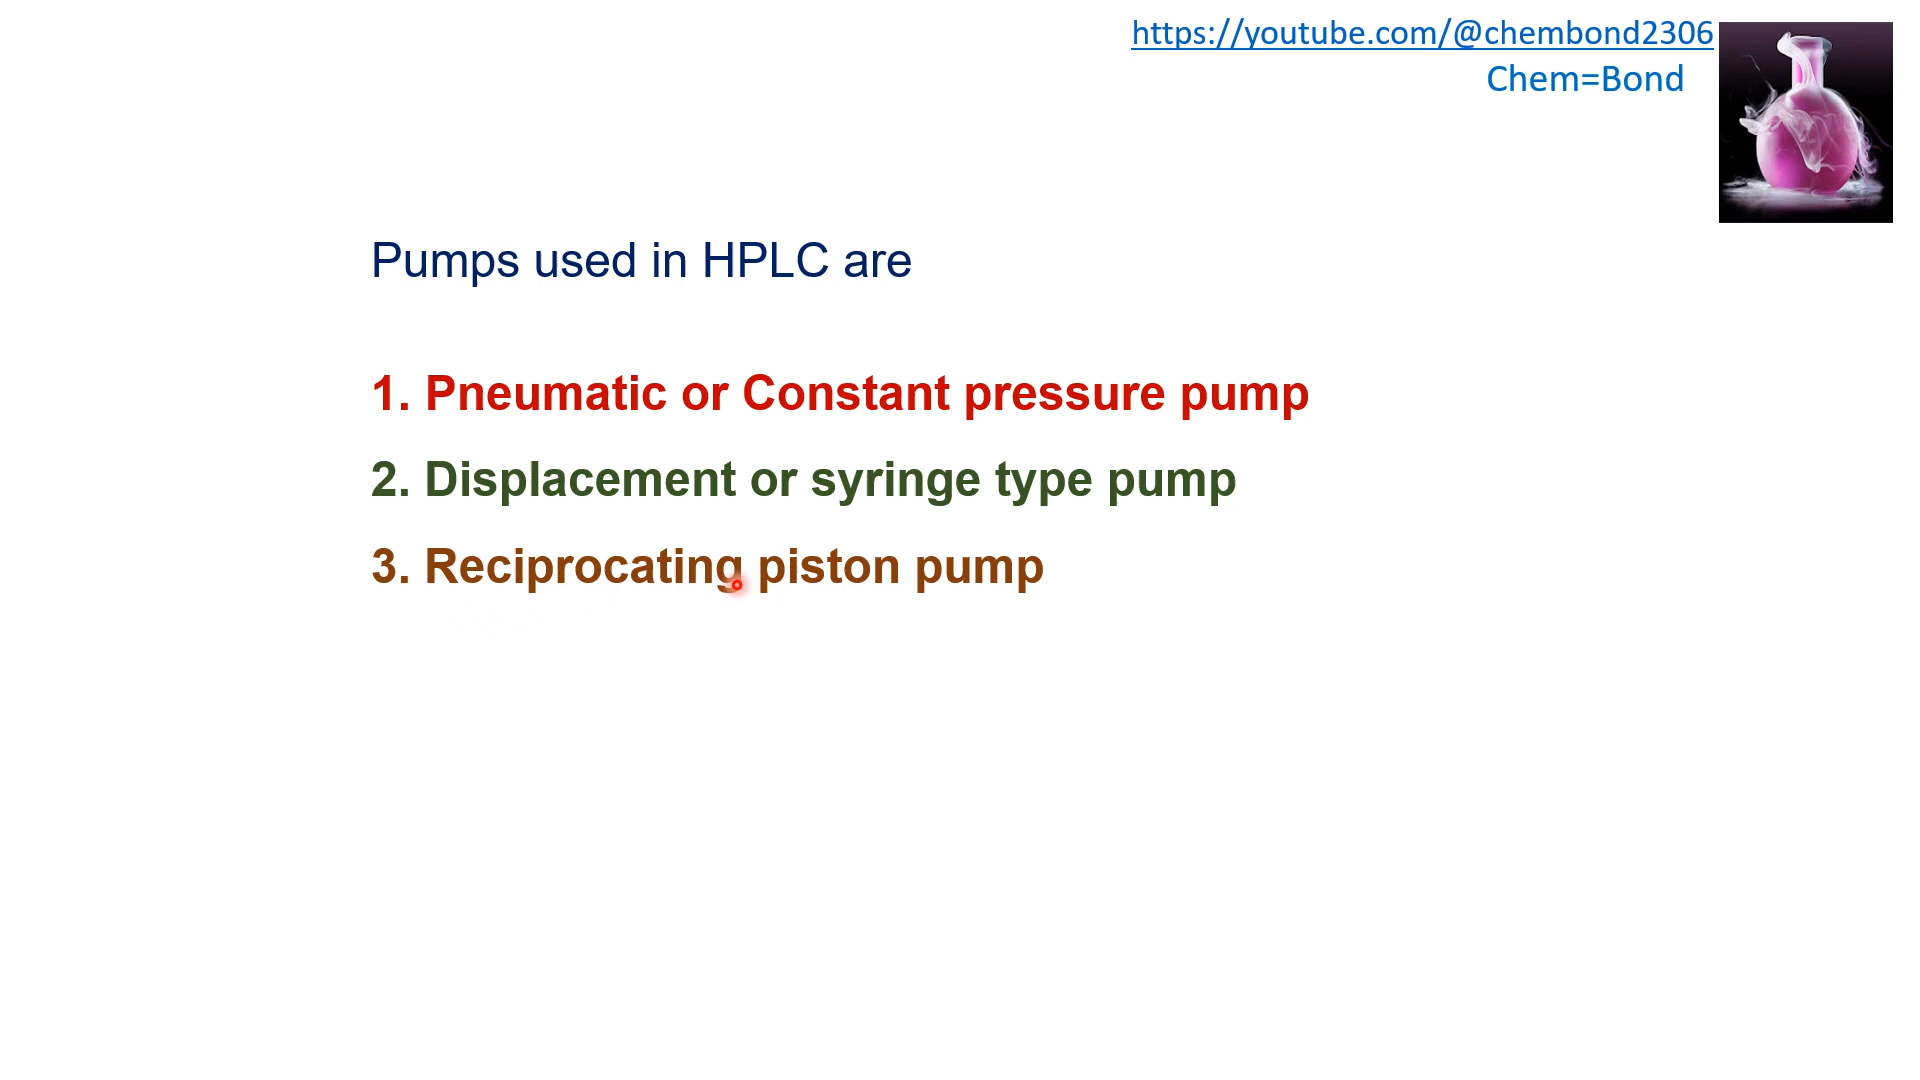 https://youtube.com/@chembond2306
Chem=Bond
Pumps used in HPLC are
1. Pneumatic or Constant pressure pump
2. Displacement or syringe type pump
3. Reciprocating piston pump